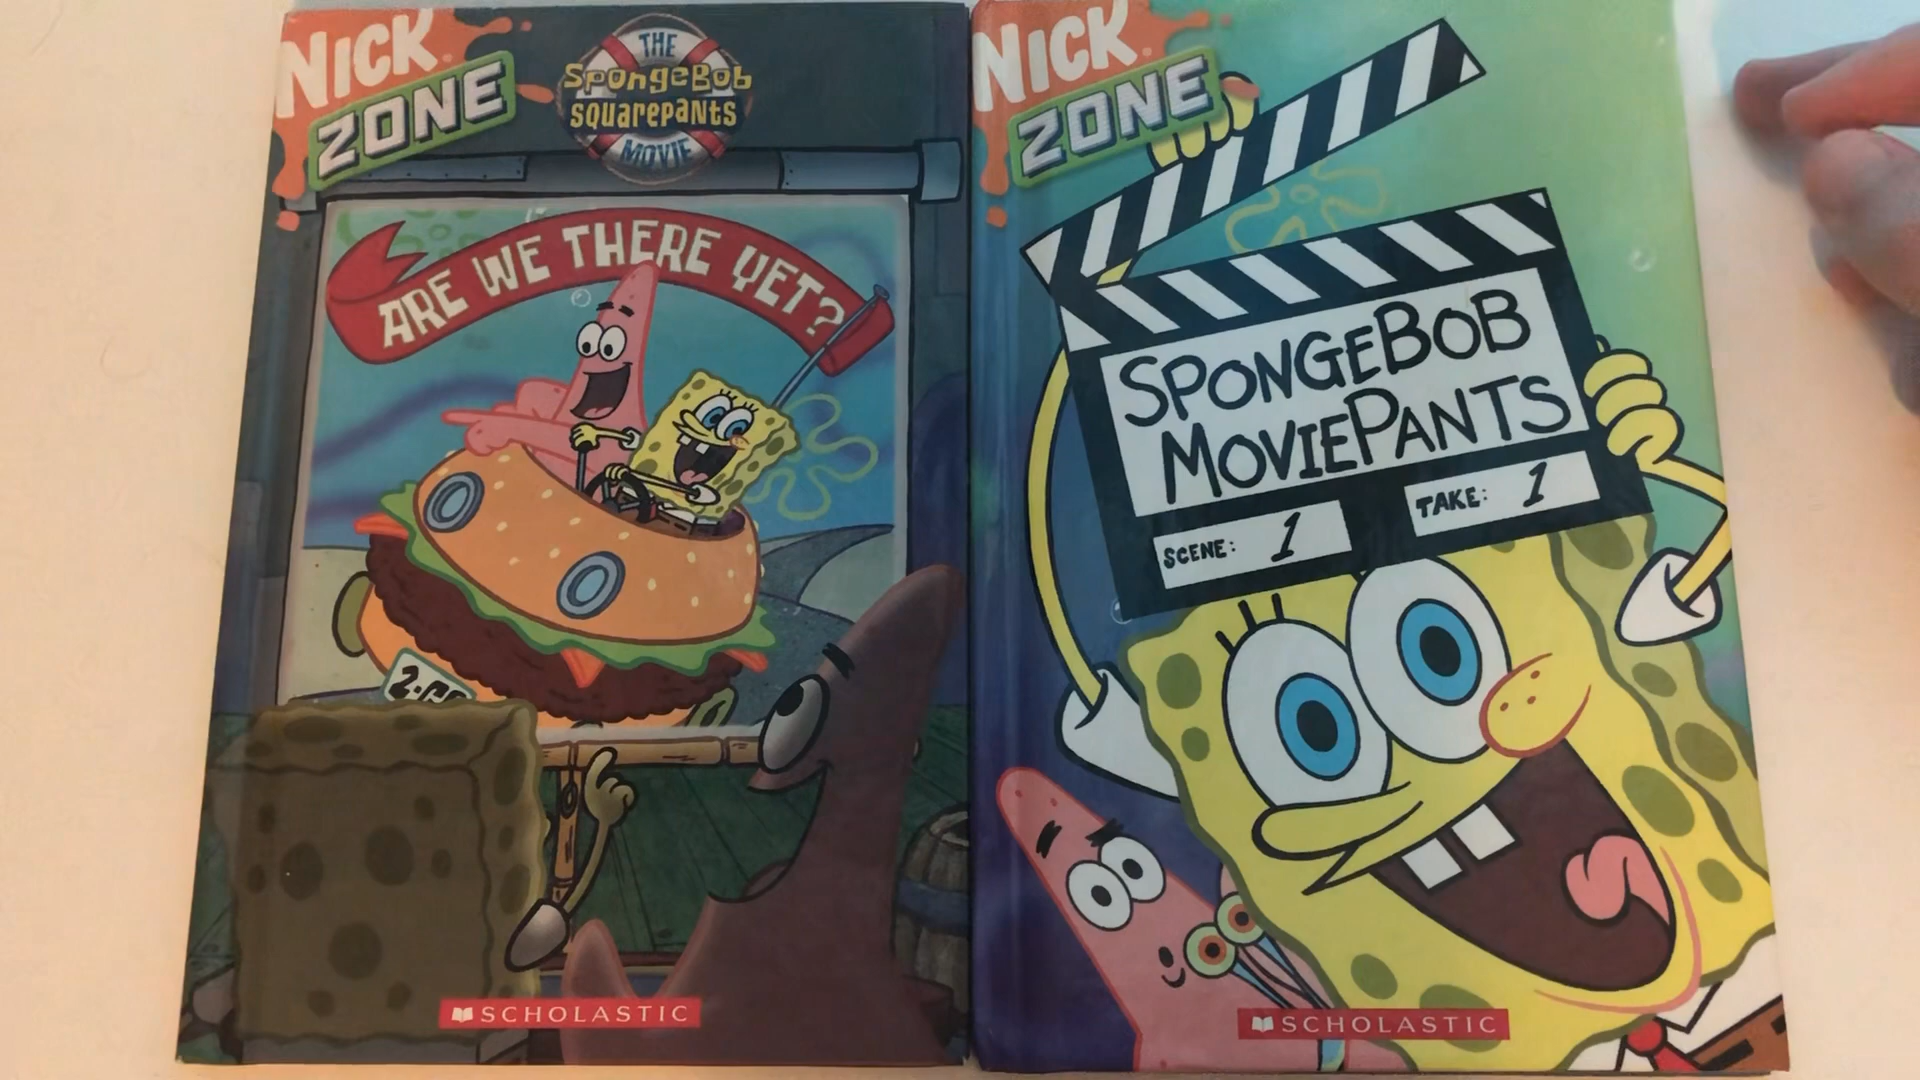 NICK
ZONE
THE
SpongeBob
SQUAREPANTS
MOVIE
ARE WE THERE YET?
SCHOLASTIC
NICK
ZONE
SPONGEBOB
MOVIEPANTS
SCENE: 1
TAKE: 1
SCHOLASTIC